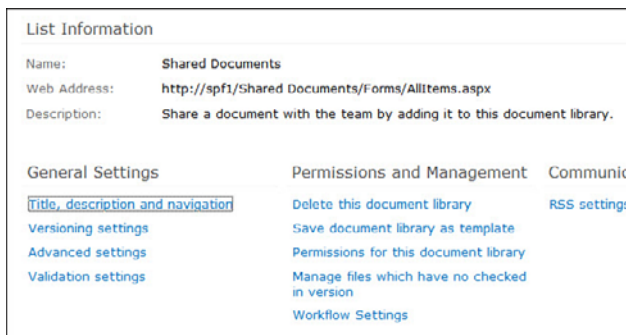 List Information
Name: Shared Documents
Web Address: http://spf1/Shared Documents/Forms/AllItems.aspx
Description: Share a document with the team by adding it to this document library.
General Settings
Title, description and navigation
Versioning settings
Advanced settings
Validation settings
Permissions and Management
Delete this document library
Save document library as template
Permissions for this document library
Manage files which have no checked
in version
Workflow Settings
Communic
RSS settings